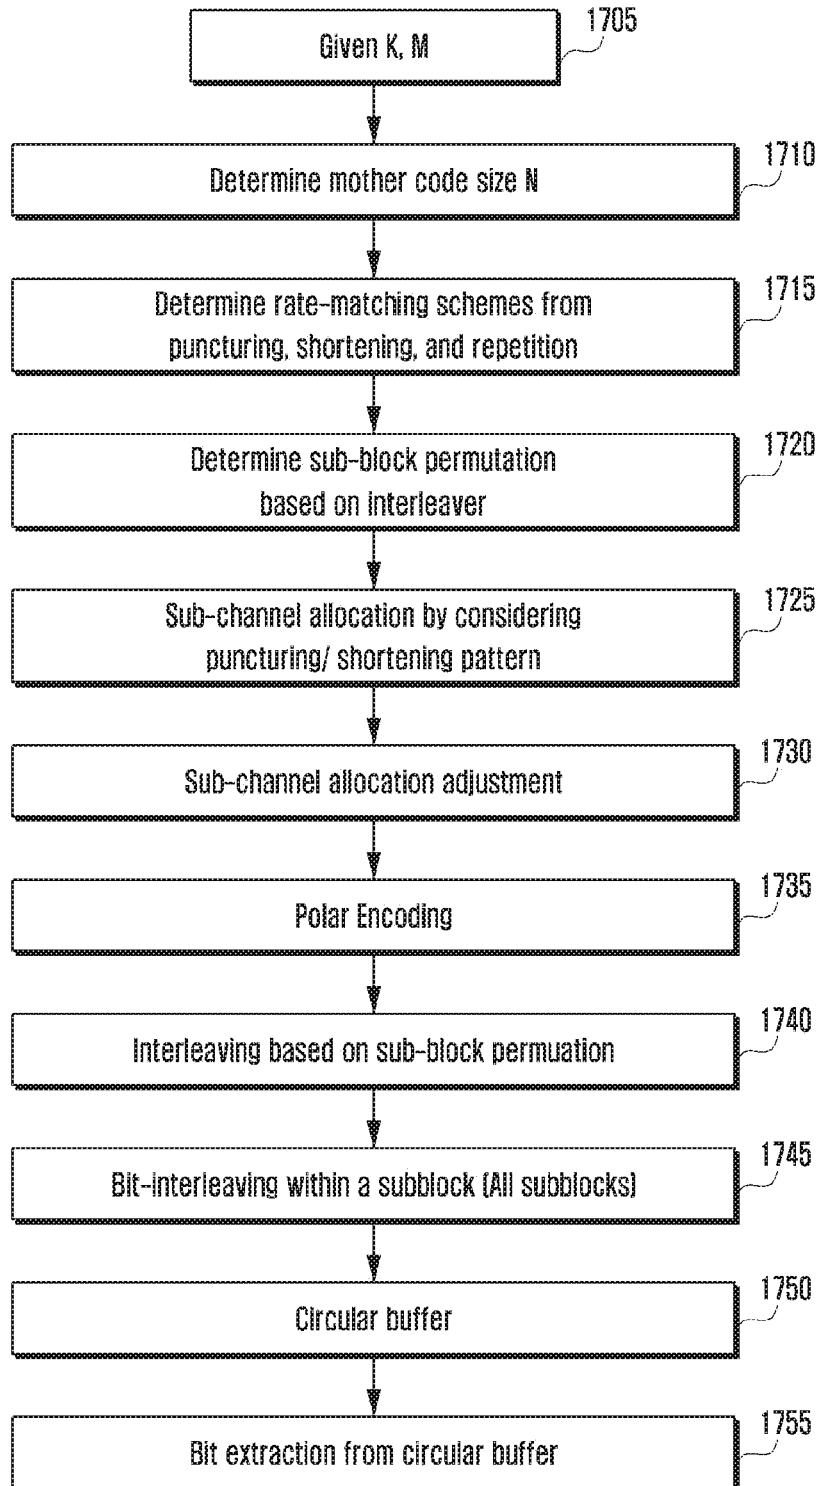 Given K, M
1705
Determine mother code size N
1710
Determine rate-matching schemes from
puncturing, shortening, and repetition
1715
Determine sub-block permutation
based on interleaver
1720
Sub-channel allocation by considering
puncturing/ shortening pattern
1725
Sub-channel allocation adjustment
1730
Polar Encoding
1735
Interleaving based on sub-block permuation
1740
Bit-interleaving within a subblock (All subblocks)
1745
Circular buffer
1750
Bit extraction from circular buffer
1755